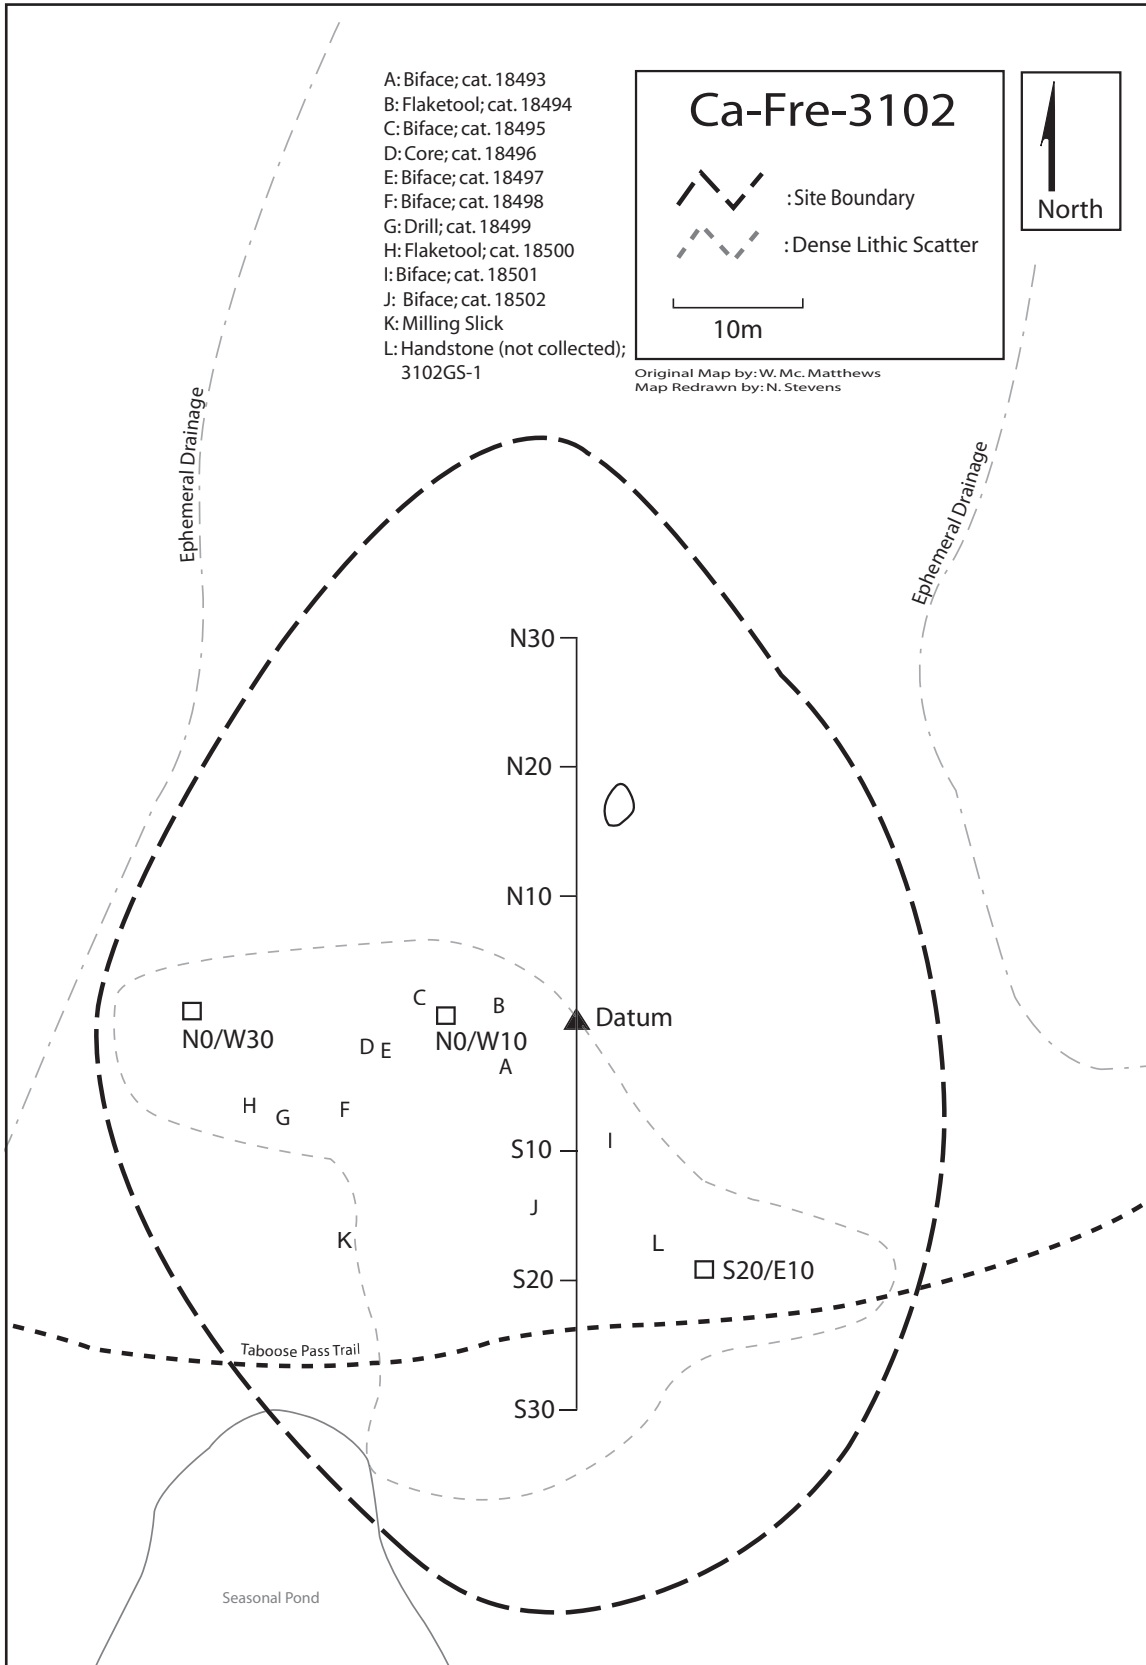 A: Biface; cat. 18493
B: Flaketool; cat. 18494
C: Biface; cat. 18495
D: Core; cat. 18496
E: Biface; cat. 18497
F: Biface; cat. 18498
G: Drill; cat. 18499
H: Flaketool; cat. 18500
I: Biface; cat. 18501
J: Biface; cat. 18502
K: Milling Slick
L: Handstone (not collected);
3102GS-1
Ca-Fre-3102
: Site Boundary
: Dense Lithic Scatter
10m
North
Original Map by: W. Mc. Matthews
Map Redrawn by: N. Stevens
Ephemeral Drainage
Ephemeral Drainage
N30
N20
N10
C
B
Datum
N0/W30
N0/W10
D
E
A
H
G
F
S10
I
J
K
L
S20
S20/E10
Taboose Pass Trail
S30
Seasonal Pond